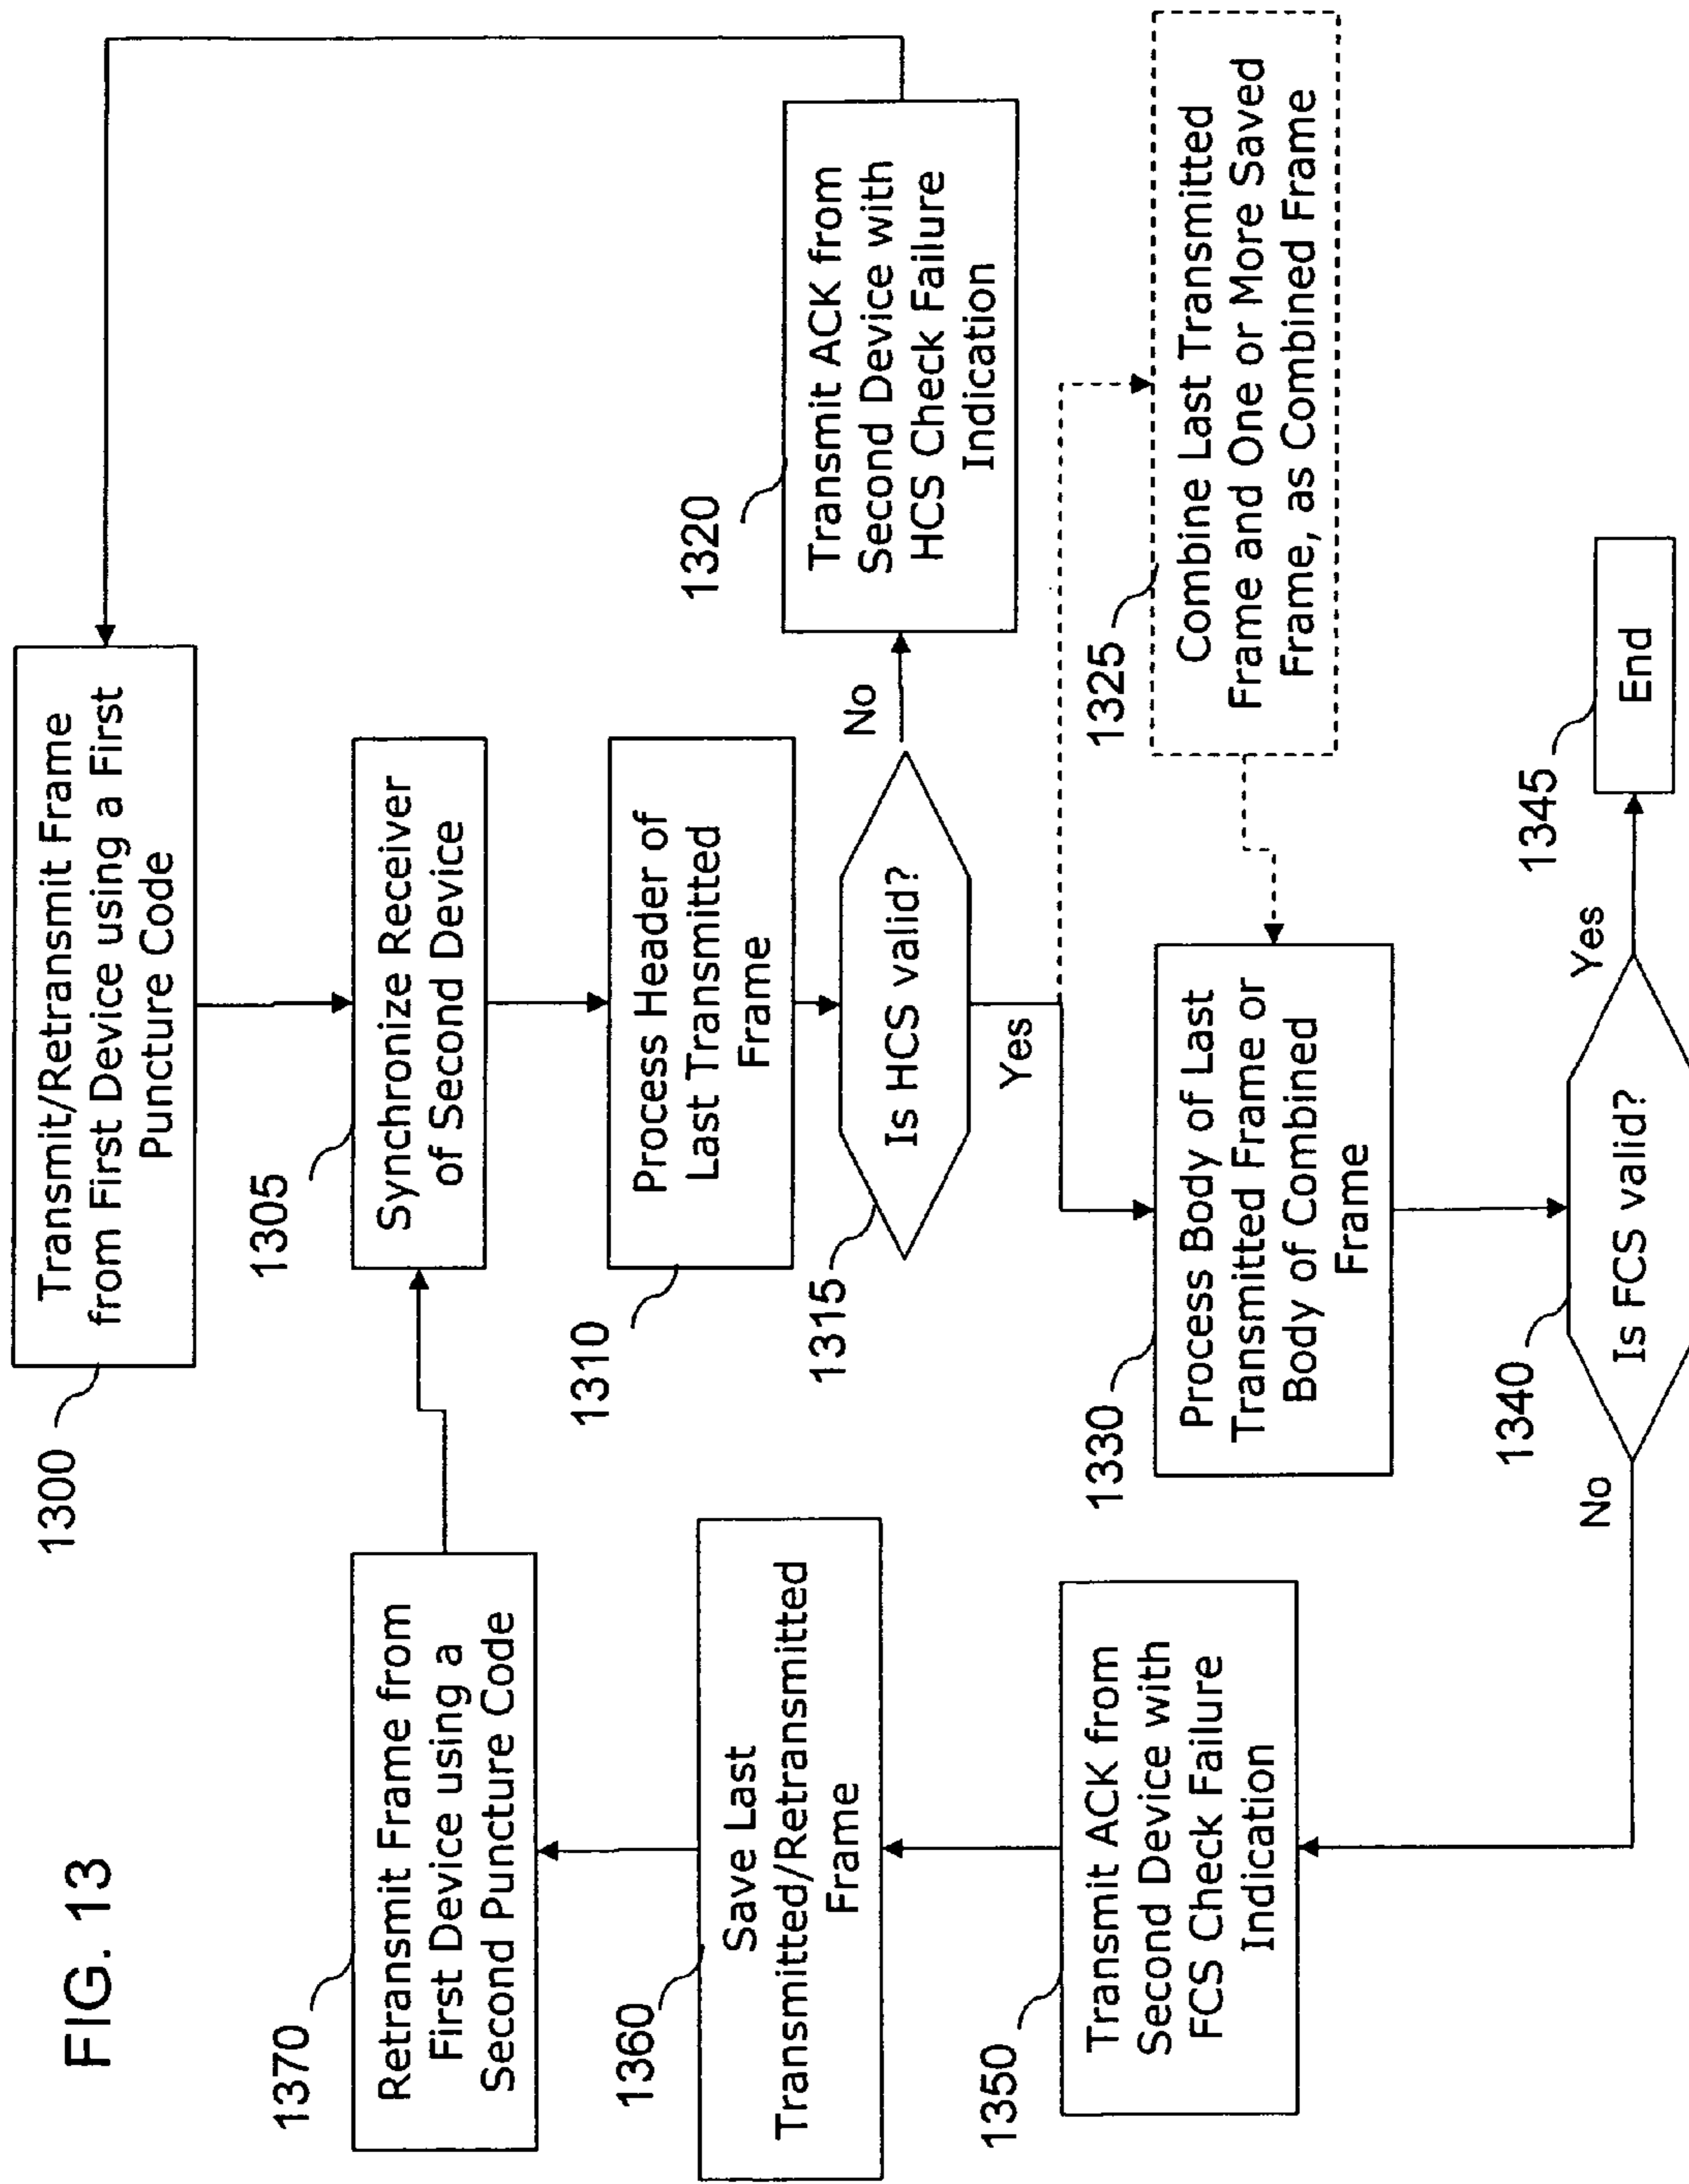 FIG. 13
1300
Transmit/Retransmit Frame
from First Device using a First
Puncture Code
1305
Synchronize Receiver
of Second Device
1310
Process Header of
Last Transmitted
Frame
1315
Is HCS valid?
No
Yes
1320
Transmit ACK from
Second Device with
HCS Check Failure
Indication
1325
Combine Last Transmitted
Frame and One or More Saved
Frame, as Combined Frame
1330
Process Body of Last
Transmitted Frame or
Body of Combined
Frame
1340
Is FCS valid?
Yes
No
1345
End
1350
Transmit ACK from
Second Device with
FCS Check Failure
Indication
1360
Save Last
Transmitted/Retransmitted
Frame
1370
Retransmit Frame from
First Device using a
Second Puncture Code